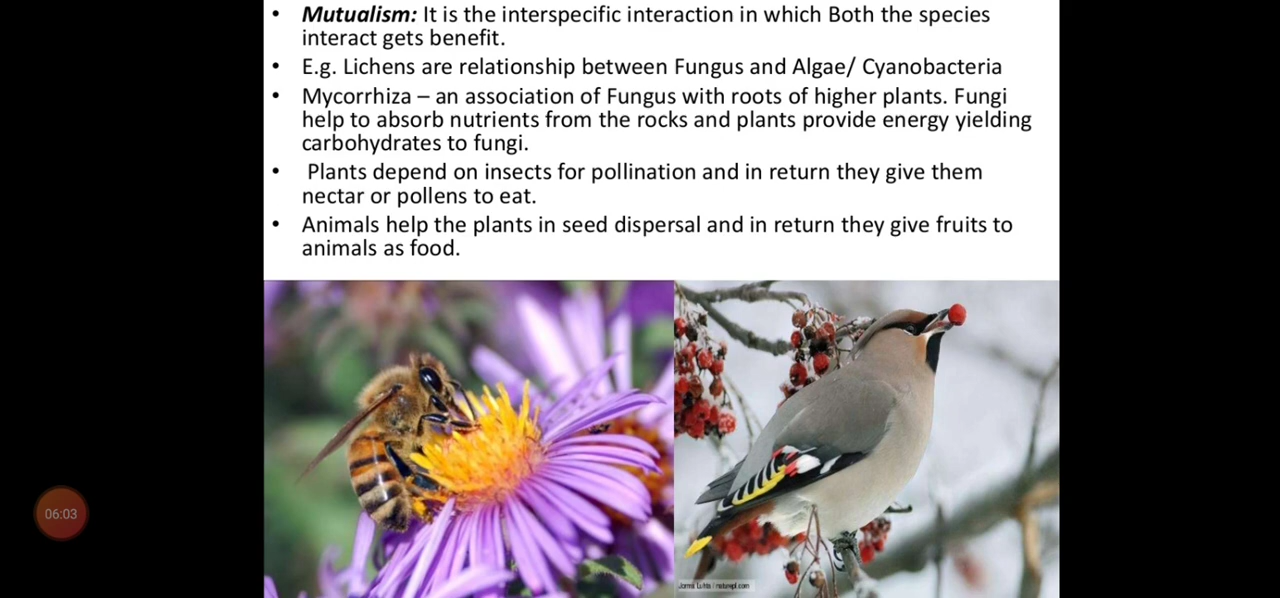 • Mutualism: It is the interspecific interaction in which Both the species
interact gets benefit.
• E.g. Lichens are relationship between Fungus and Algae/ Cyanobacteria
• Mycorrhiza – an association of Fungus with roots of higher plants. Fungi
help to absorb nutrients from the rocks and plants provide energy yielding
carbohydrates to fungi.
• Plants depend on insects for pollination and in return they give them
nectar or pollens to eat.
• Animals help the plants in seed dispersal and in return they give fruits to
animals as food.
06:03
naturepl.com